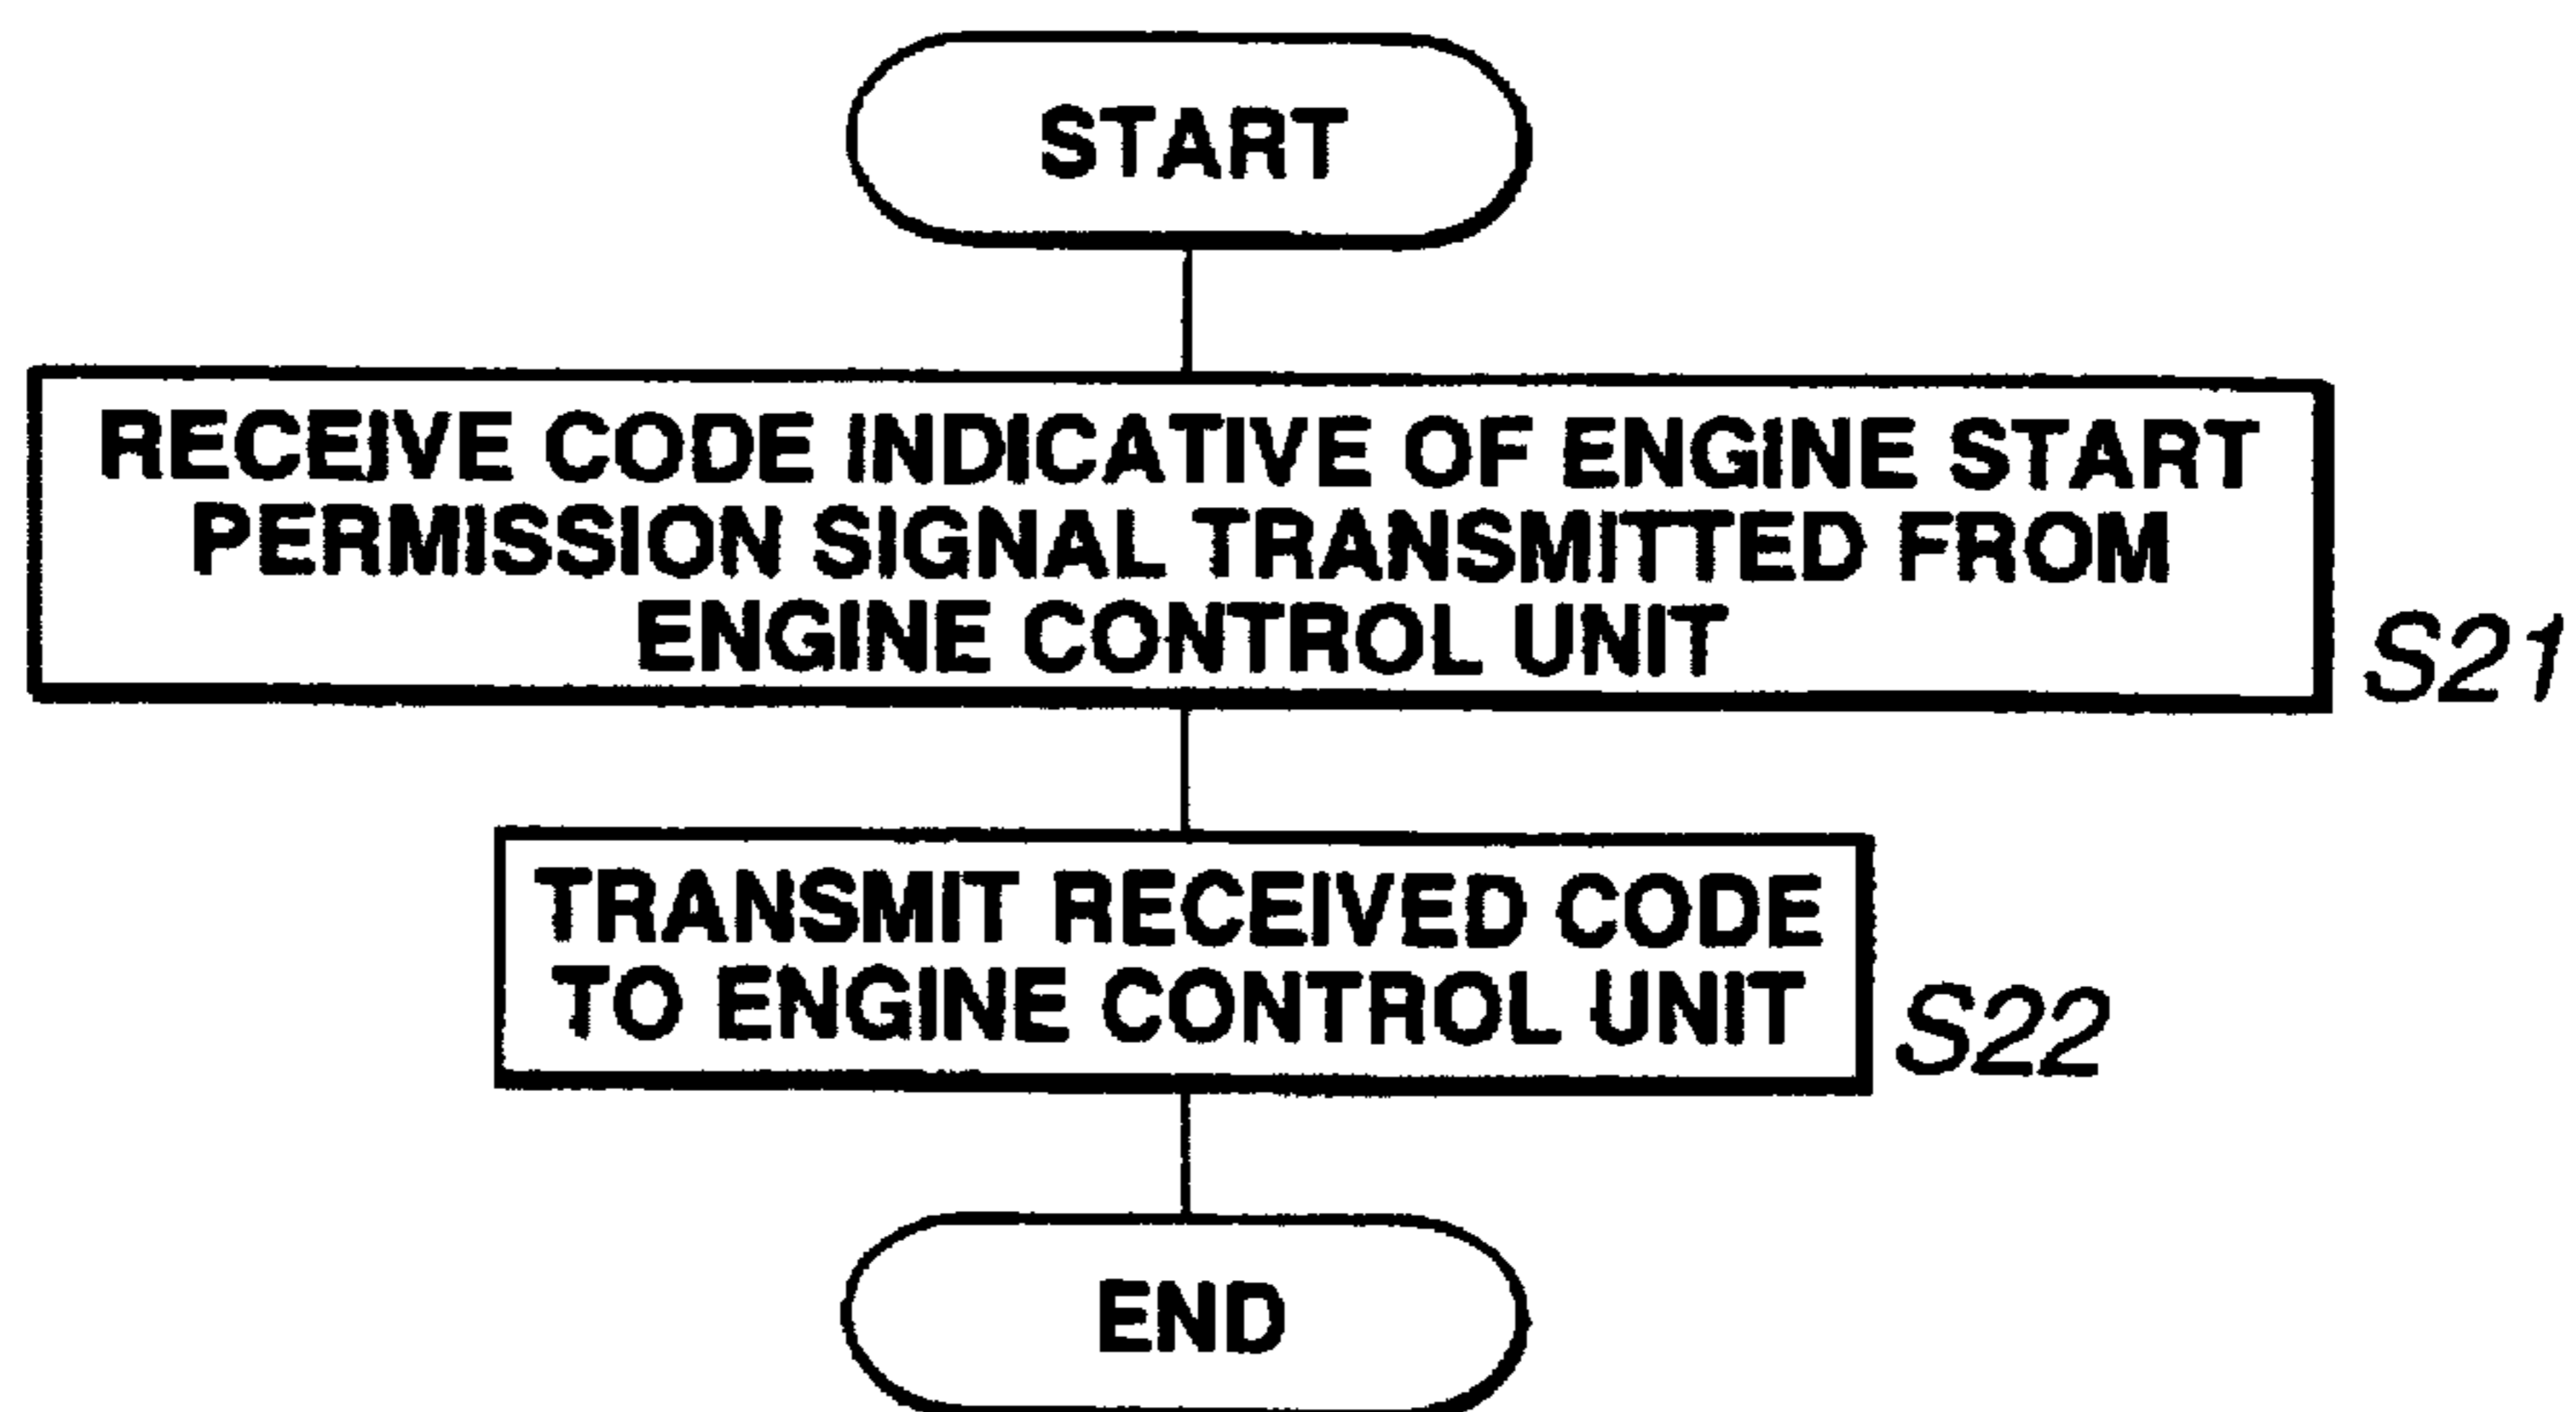 START
RECEIVE CODE INDICATIVE OF ENGINE START
PERMISSION SIGNAL TRANSMITTED FROM
ENGINE CONTROL UNIT
S21
TRANSMIT RECEIVED CODE
TO ENGINE CONTROL UNIT
S22
END